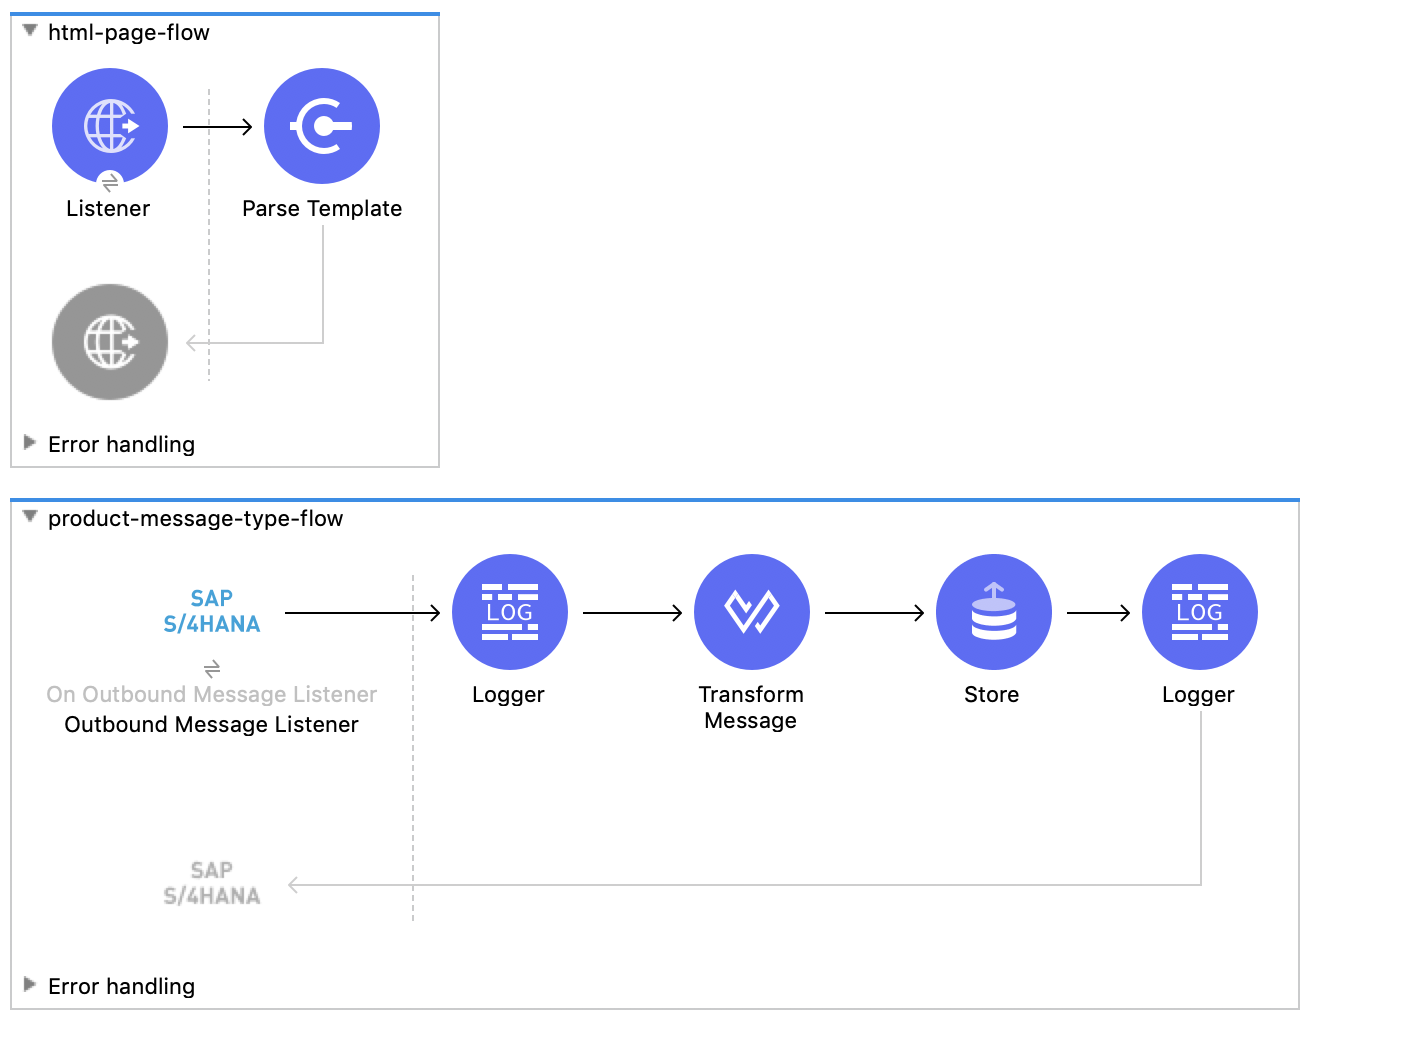 html-page-flow
Listener
Parse Template
Error handling
product-message-type-flow
SAP
S/4HANA
On Outbound Message Listener
Outbound Message Listener
LOG
Logger
Transform
Message
Store
LOG
Logger
SAP
S/4HANA
Error handling